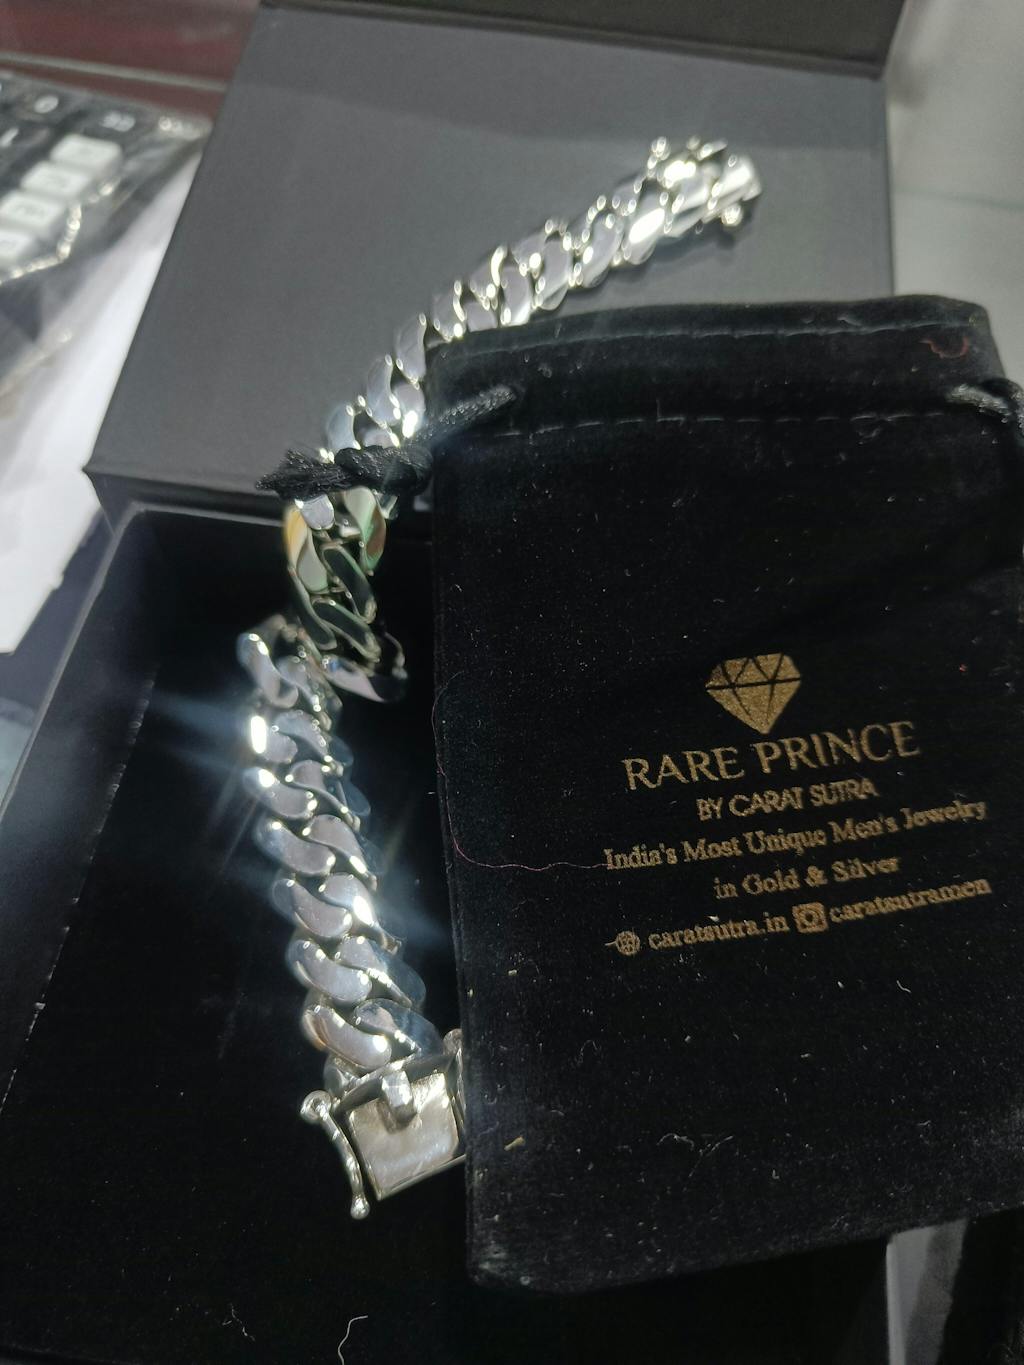 RARE PRINCE
BY CARAT SUTRA
India's Most Unique Men's Jewelry
in Gold & Silver
caratsutra.in caratsutramen